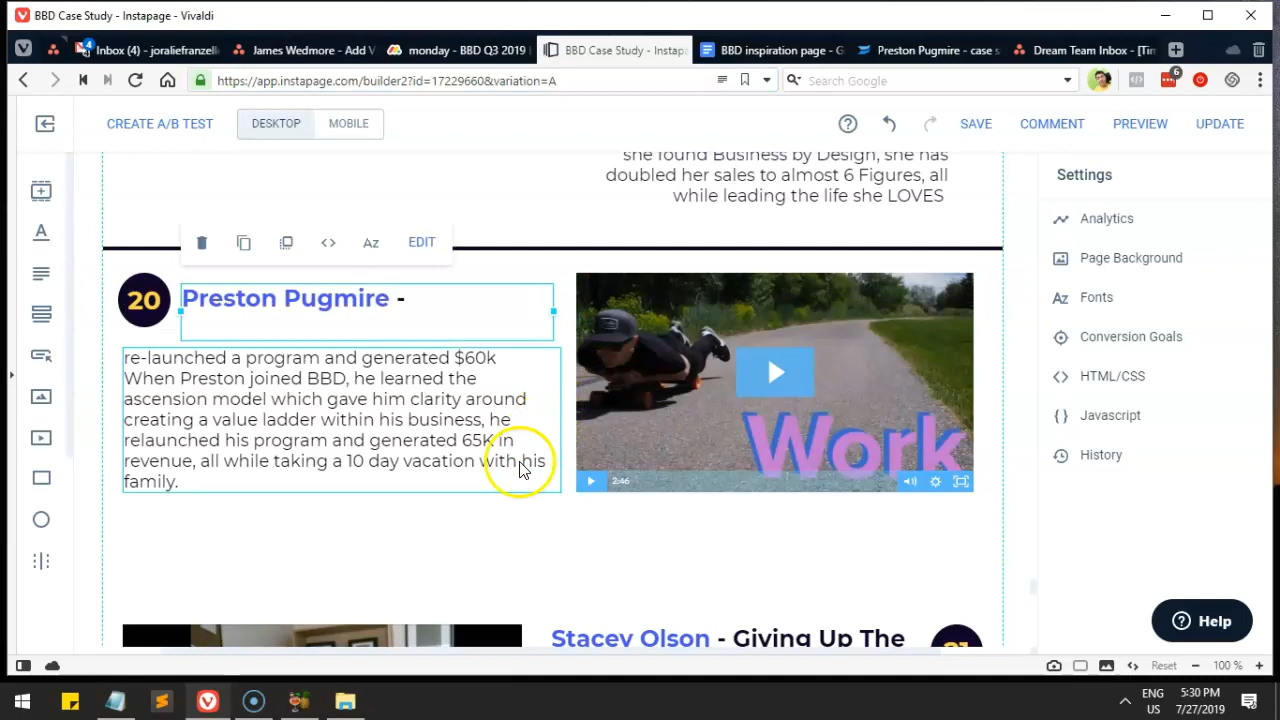 BBD Case Study - Instapage - Vivaldi
4 Inbox (4) - joraliefranzell
James Wedmore - Add V
monday - BBD Q3 2019
BBD Case Study - Instapa
BBD inspiration page - G
Preston Pugmire - case s
Dream Team Inbox - [Tim
https://app.instapage.com/builder2?id=17229660&variation=A
Search Google
6
CREATE A/B TEST
DESKTOP
MOBILE
SAVE
COMMENT
PREVIEW
UPDATE
she found Business by Design, she has
doubled her sales to almost 6 Figures, all
while leading the life she LOVES
Settings
Analytics
Page Background
Az Fonts
Conversion Goals
HTML/CSS
Javascript
History
Az
EDIT
20
Preston Pugmire -
re-launched a program and generated $60k
When Preston joined BBD, he learned the
ascension model which gave him clarity around
creating a value ladder within his business, he
relaunched his program and generated 65K in
revenue, all while taking a 10 day vacation with his
family.
Work
2:46
Stacey Olson - Giving Up The
21
Help
Reset
100 %
ENG
US
5:30 PM
7/27/2019